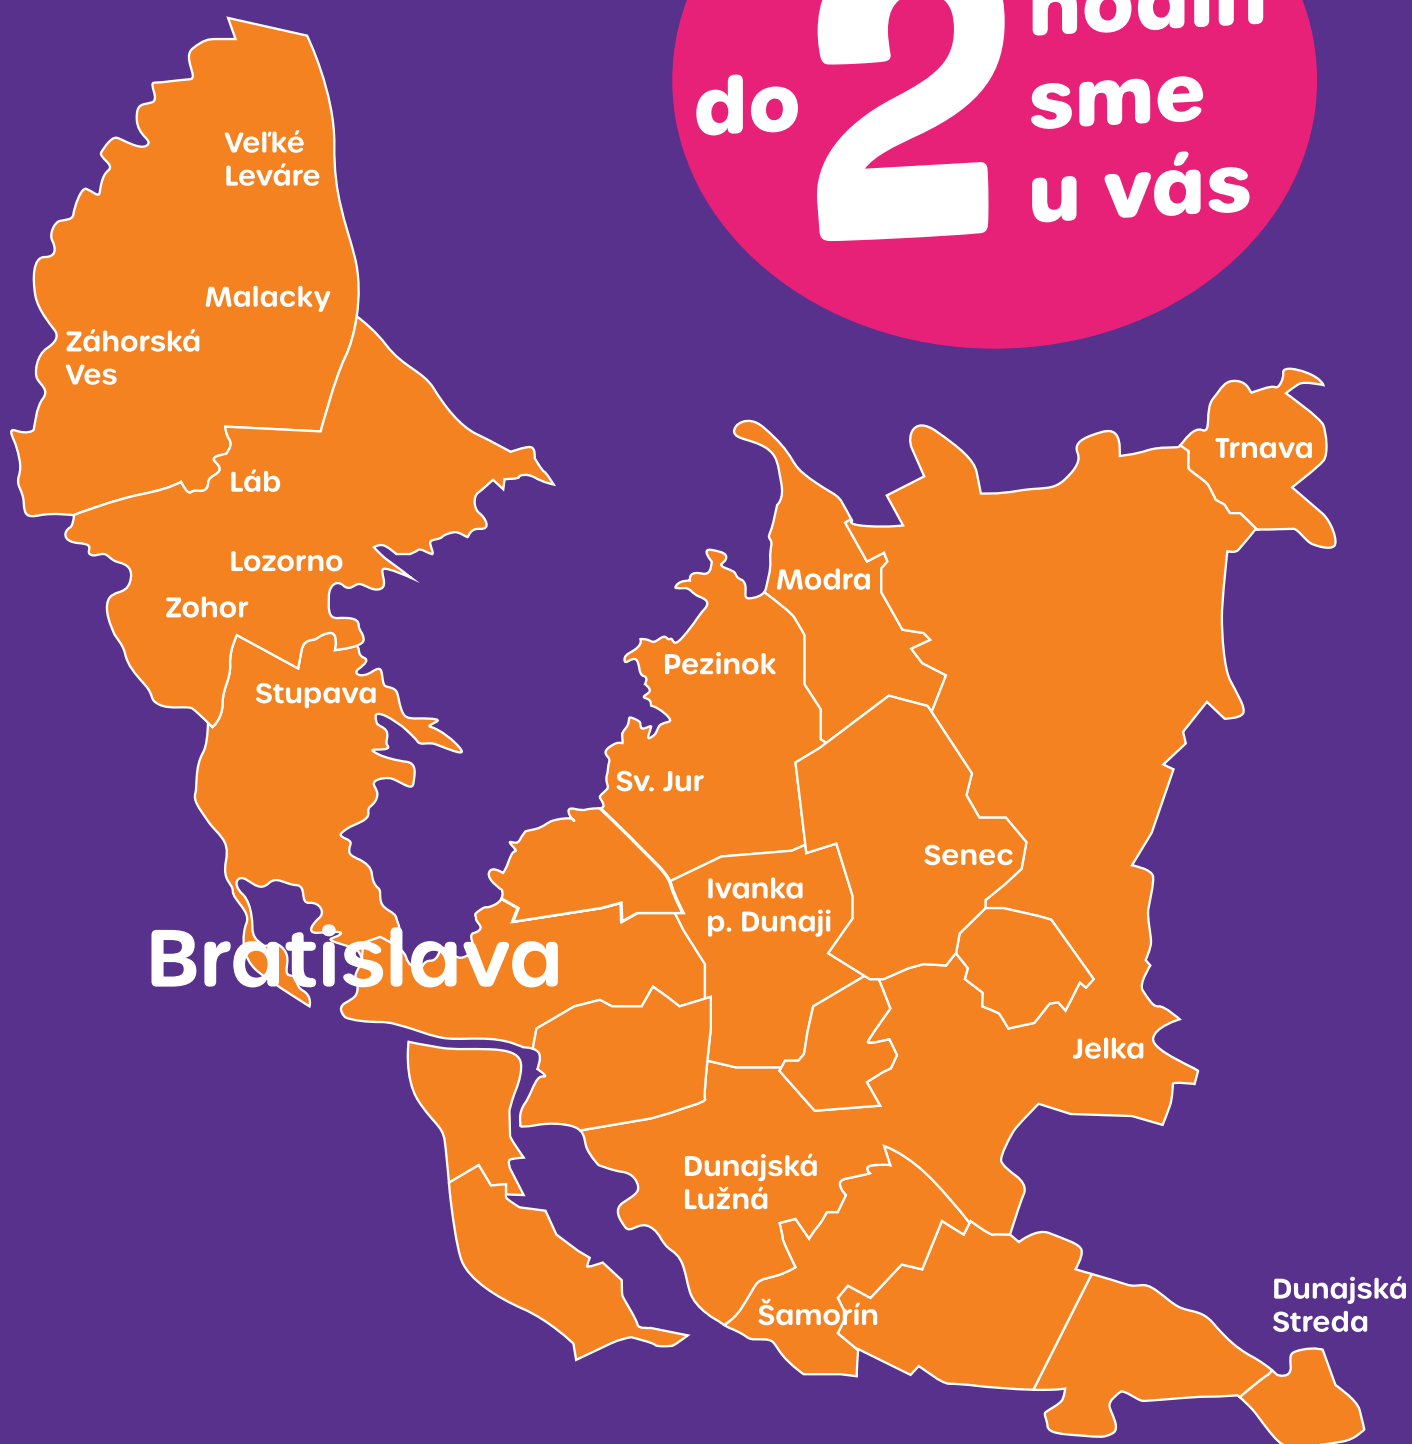 hodín
do 2
sme
u vás
Veľké
Leváre
Malacky
Záhorská
Ves
Trnava
Láb
Lozorno
Modra
Zohor
Pezinok
Stupava
Sv. Jur
Senec
Ivanka
p. Dunaji
Bratislava
Jelka
Dunajská
Lužná
Dunajská
Streda
Šamorín